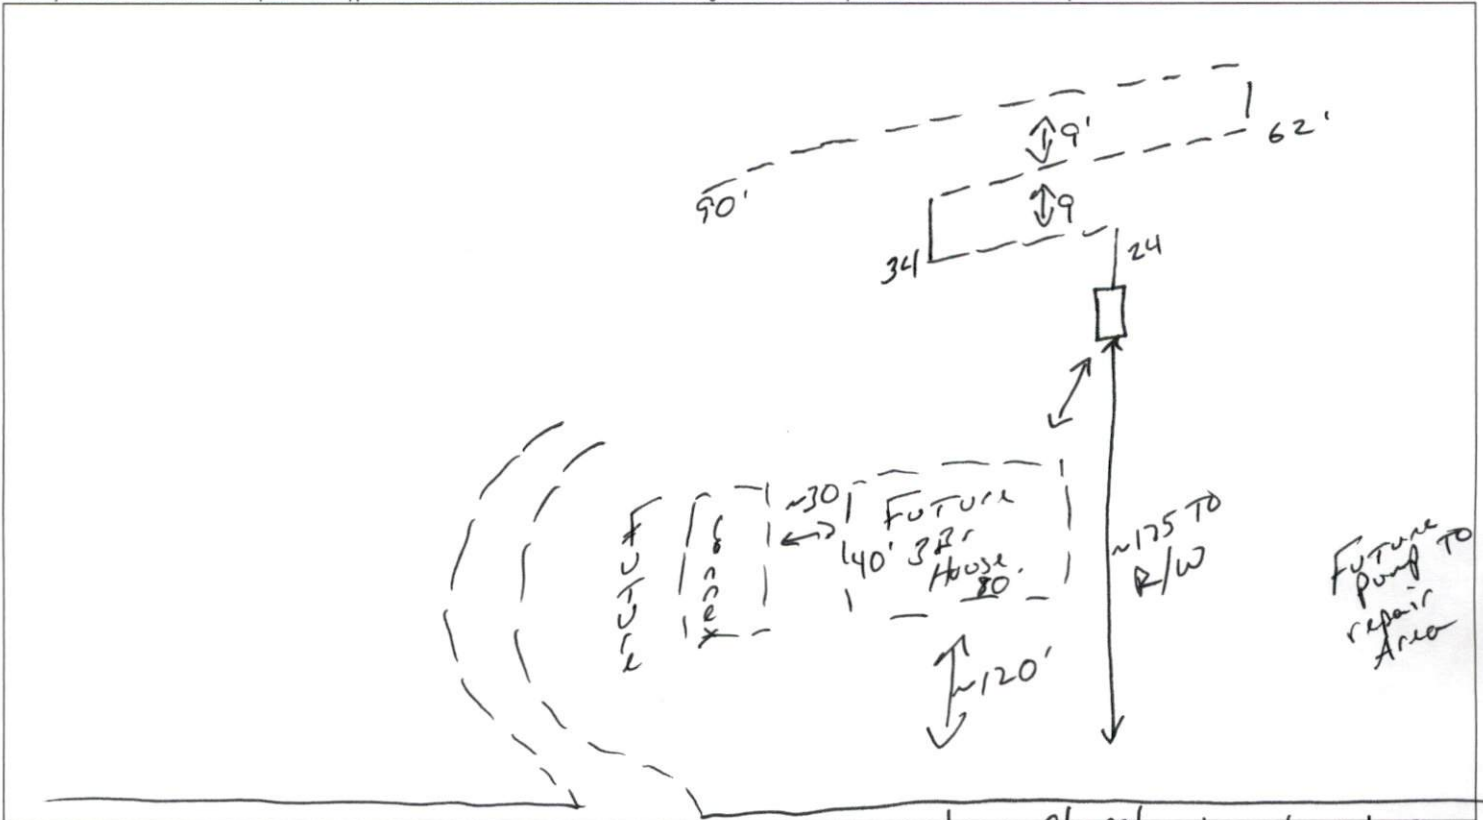 9'
62'
90'
9
34
24
~30
Future
40' 3Br
House
80'
Future
Connex
~175 TO
R/W
Future
Pump TO
repair
Area
~120'